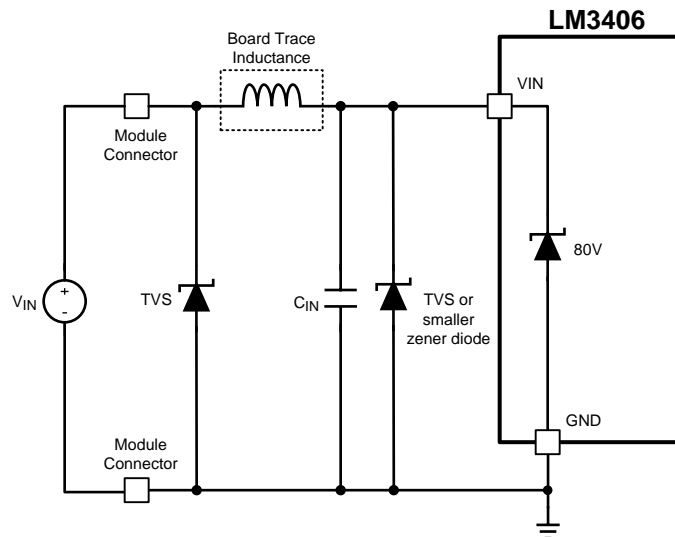 LM3406
Board Trace
Inductance
VIN
Module
Connector
80V
VIN
+
-
TVS
CIN
TVS or
smaller
zener diode
GND
Module
Connector